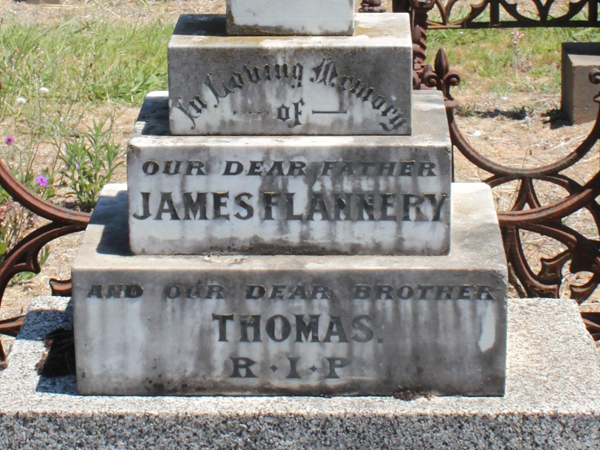 In Loving Memory
of
OUR DEAR FATHER
JAMES FLANNERY
AND OUR DEAR BROTHER
THOMAS.
R·I·P